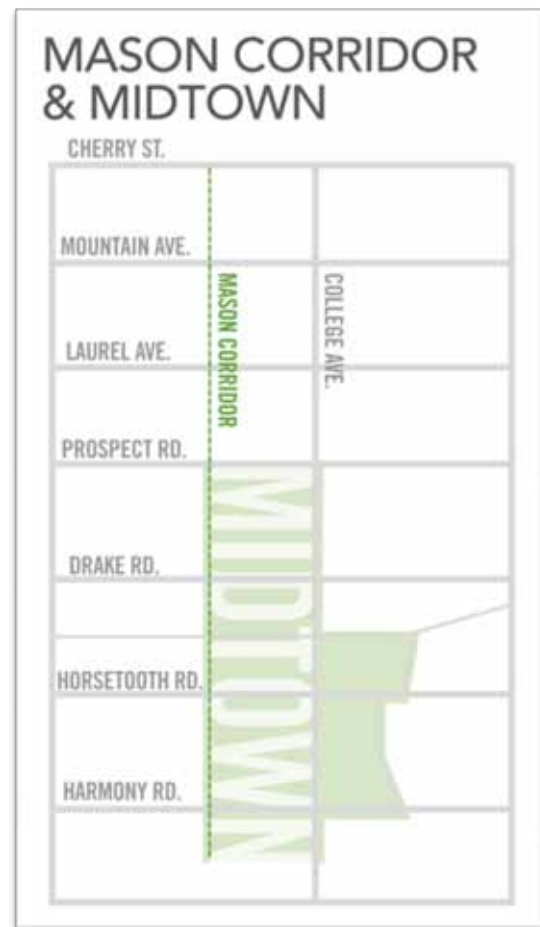 MASON CORRIDOR
& MIDTOWN
CHERRY ST.
MOUNTAIN AVE.
MASON CORRIDOR
COLLEGE AVE.
LAUREL AVE.
PROSPECT RD.
MIDTOWN
DRAKE RD.
HORSETOOTH RD.
HARMONY RD.